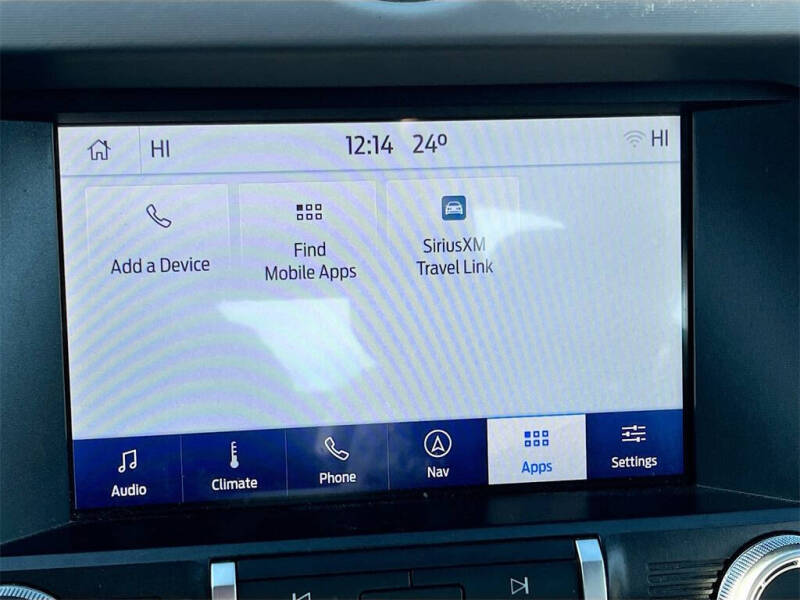 HI 12:14 24° HI
Add a Device
Find
Mobile Apps
SiriusXM
Travel Link
Audio
Climate
Phone
Nav
Apps
Settings